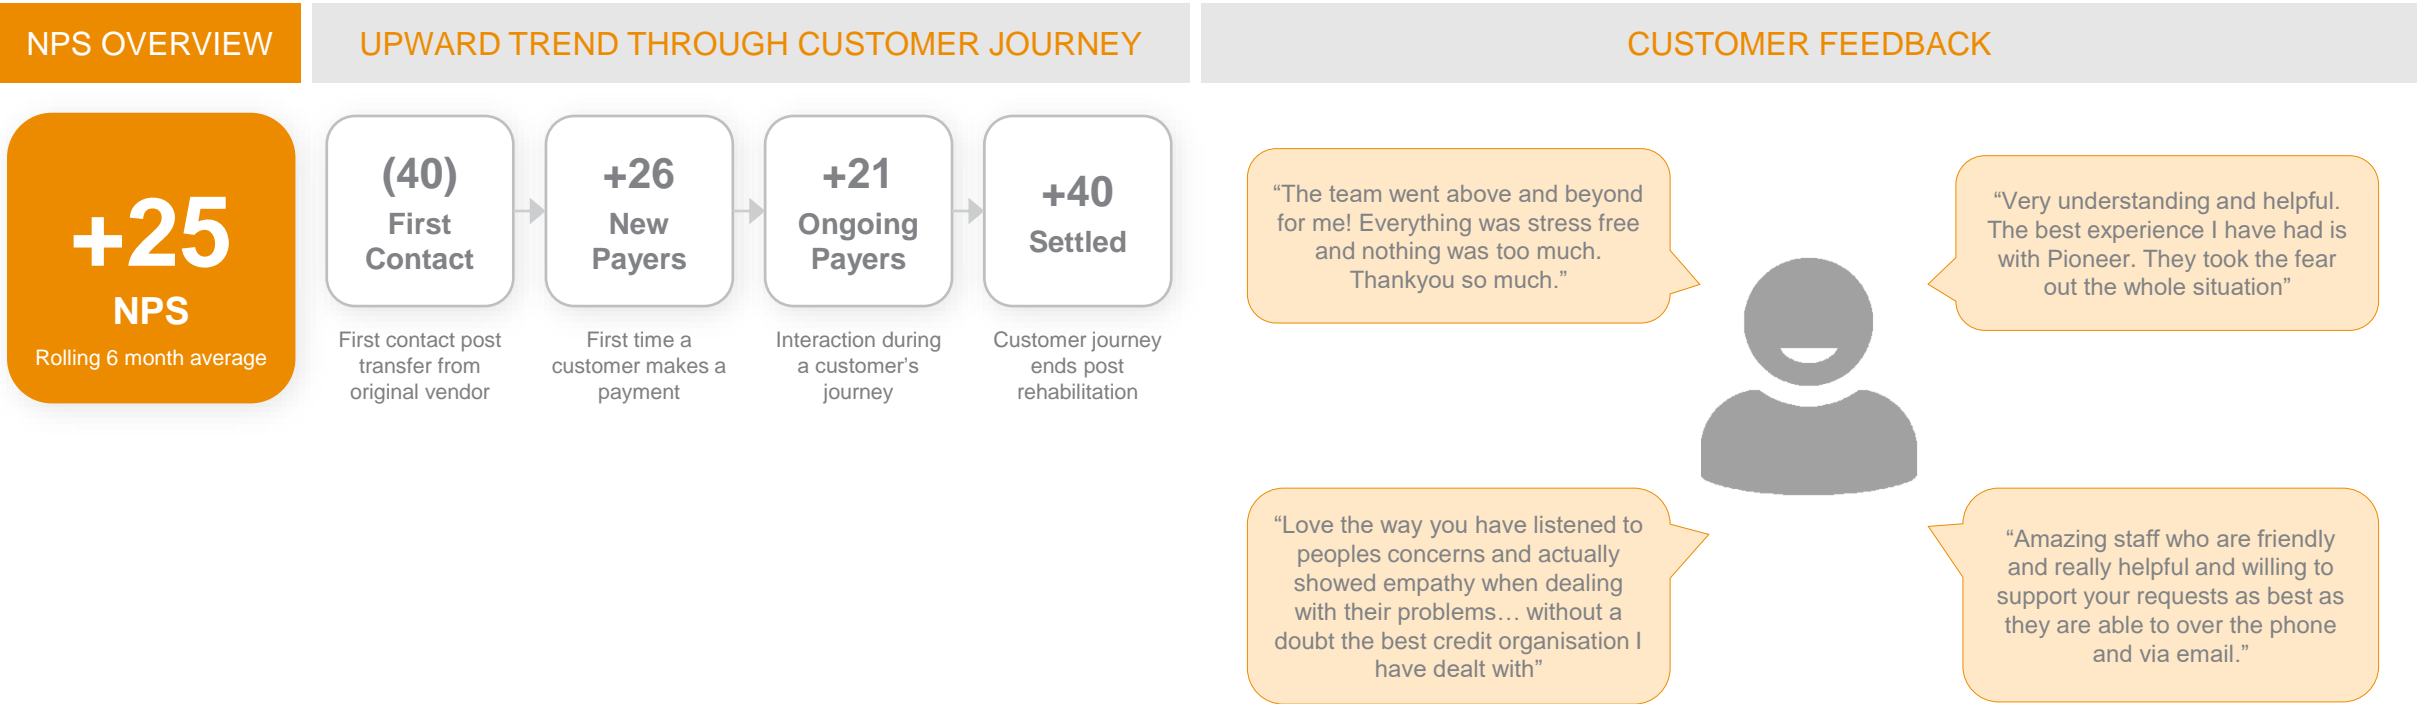 NPS OVERVIEW
UPWARD TREND THROUGH CUSTOMER JOURNEY
CUSTOMER FEEDBACK
+25
NPS
Rolling 6 month average
(40)
First
Contact
First contact post
transfer from
original vendor
+26
New
Payers
First time a
customer makes a
payment
+21
Ongoing
Payers
Interaction during
a customer’s
journey
+40
Settled
Customer journey
ends post
rehabilitation
“The team went above and beyond
for me! Everything was stress free
and nothing was too much.
Thankyou so much.”
“Very understanding and helpful.
The best experience I have had is
with Pioneer. They took the fear
out the whole situation”
“Love the way you have listened to
peoples concerns and actually
showed empathy when dealing
with their problems… without a
doubt the best credit organisation I
have dealt with”
“Amazing staff who are friendly
and really helpful and willing to
support your requests as best as
they are able to over the phone
and via email.”